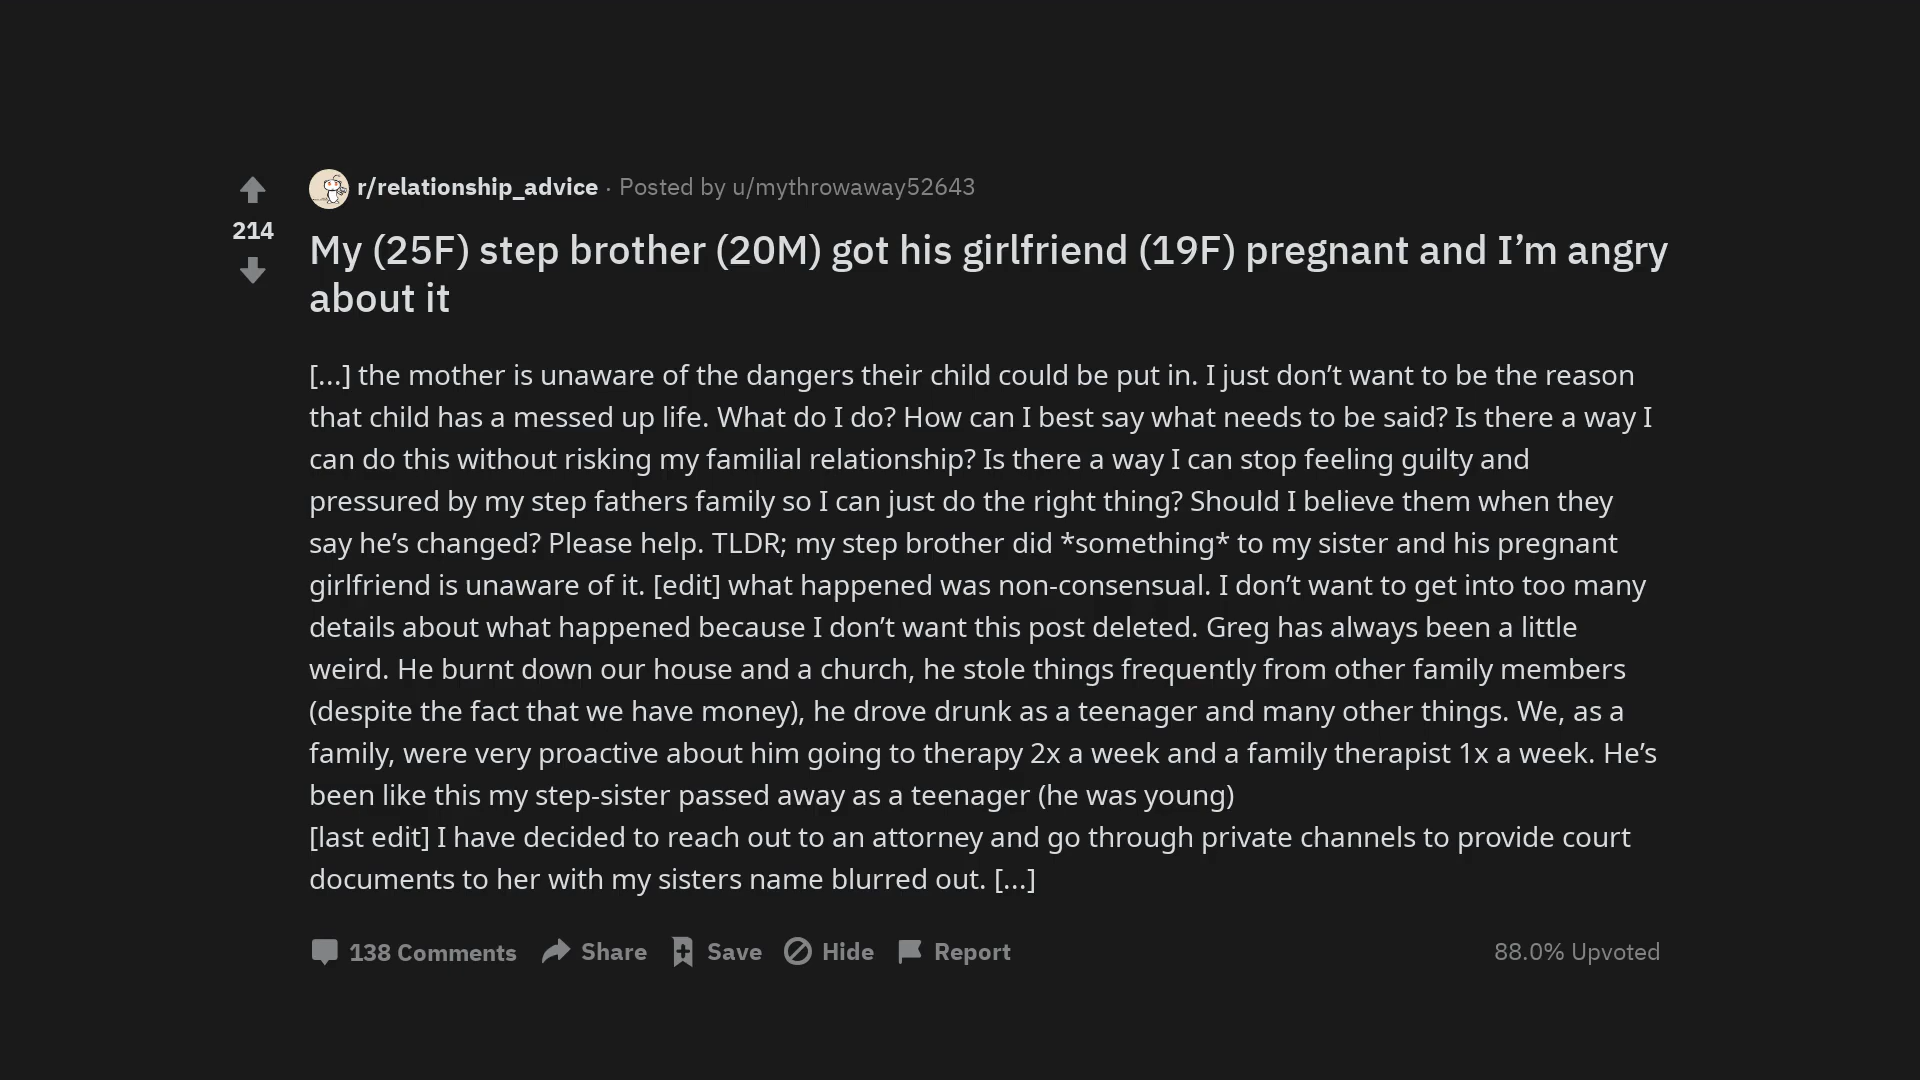 r/relationship_advice · Posted by u/mythrowaway52643
214
My (25F) step brother (20M) got his girlfriend (19F) pregnant and I’m angry
about it
[...] the mother is unaware of the dangers their child could be put in. I just don’t want to be the reason
that child has a messed up life. What do I do? How can I best say what needs to be said? Is there a way I
can do this without risking my familial relationship? Is there a way I can stop feeling guilty and
pressured by my step fathers family so I can just do the right thing? Should I believe them when they
say he’s changed? Please help. TLDR; my step brother did *something* to my sister and his pregnant
girlfriend is unaware of it. [edit] what happened was non-consensual. I don’t want to get into too many
details about what happened because I don’t want this post deleted. Greg has always been a little
weird. He burnt down our house and a church, he stole things frequently from other family members
(despite the fact that we have money), he drove drunk as a teenager and many other things. We, as a
family, were very proactive about him going to therapy 2x a week and a family therapist 1x a week. He’s
been like this my step-sister passed away as a teenager (he was young)
[last edit] I have decided to reach out to an attorney and go through private channels to provide court
documents to her with my sisters name blurred out. [...]
138 Comments Share Save Hide Report 88.0% Upvoted